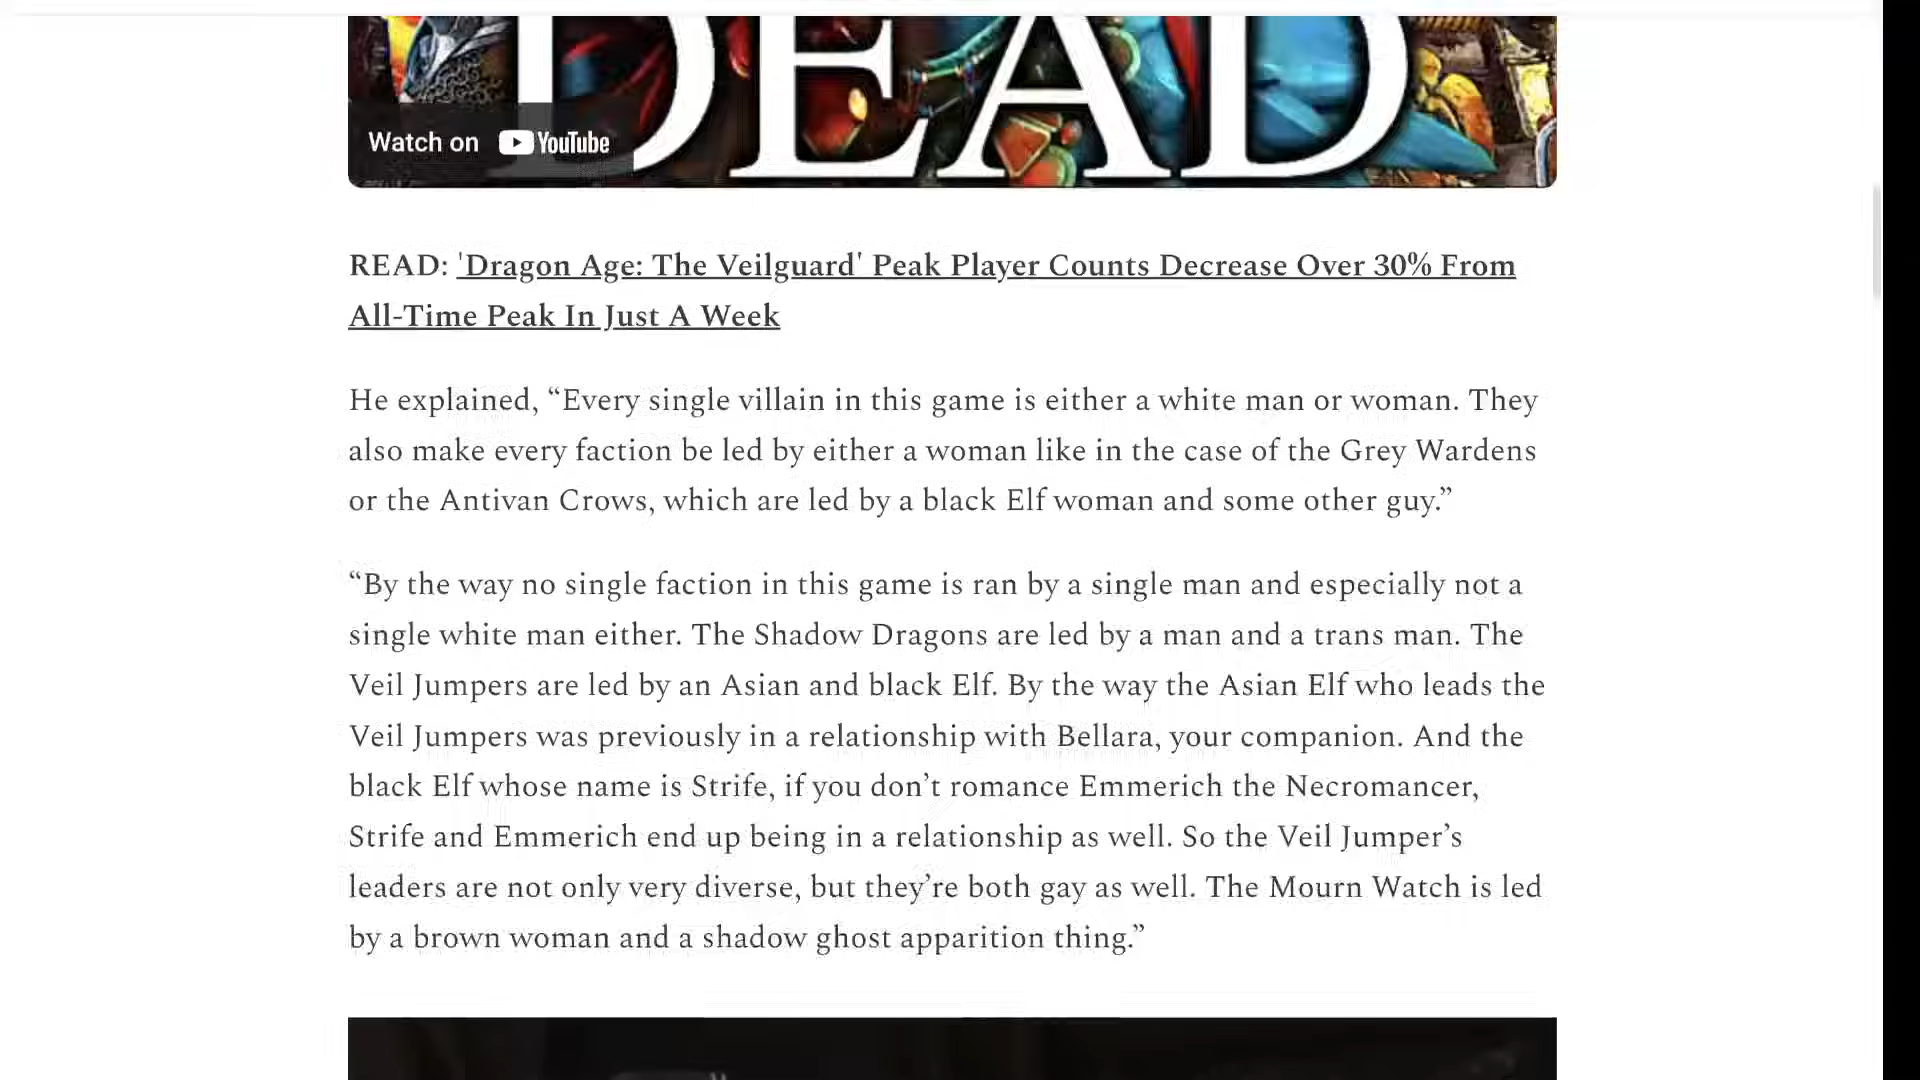 DEAD
Watch on YouTube
READ: 'Dragon Age: The Veilguard' Peak Player Counts Decrease Over 30% From
All-Time Peak In Just A Week
He explained, “Every single villain in this game is either a white man or woman. They
also make every faction be led by either a woman like in the case of the Grey Wardens
or the Antivan Crows, which are led by a black Elf woman and some other guy.”
“By the way no single faction in this game is ran by a single man and especially not a
single white man either. The Shadow Dragons are led by a man and a trans man. The
Veil Jumpers are led by an Asian and black Elf. By the way the Asian Elf who leads the
Veil Jumpers was previously in a relationship with Bellara, your companion. And the
black Elf whose name is Strife, if you don’t romance Emmerich the Necromancer,
Strife and Emmerich end up being in a relationship as well. So the Veil Jumper’s
leaders are not only very diverse, but they’re both gay as well. The Mourn Watch is led
by a brown woman and a shadow ghost apparition thing.”